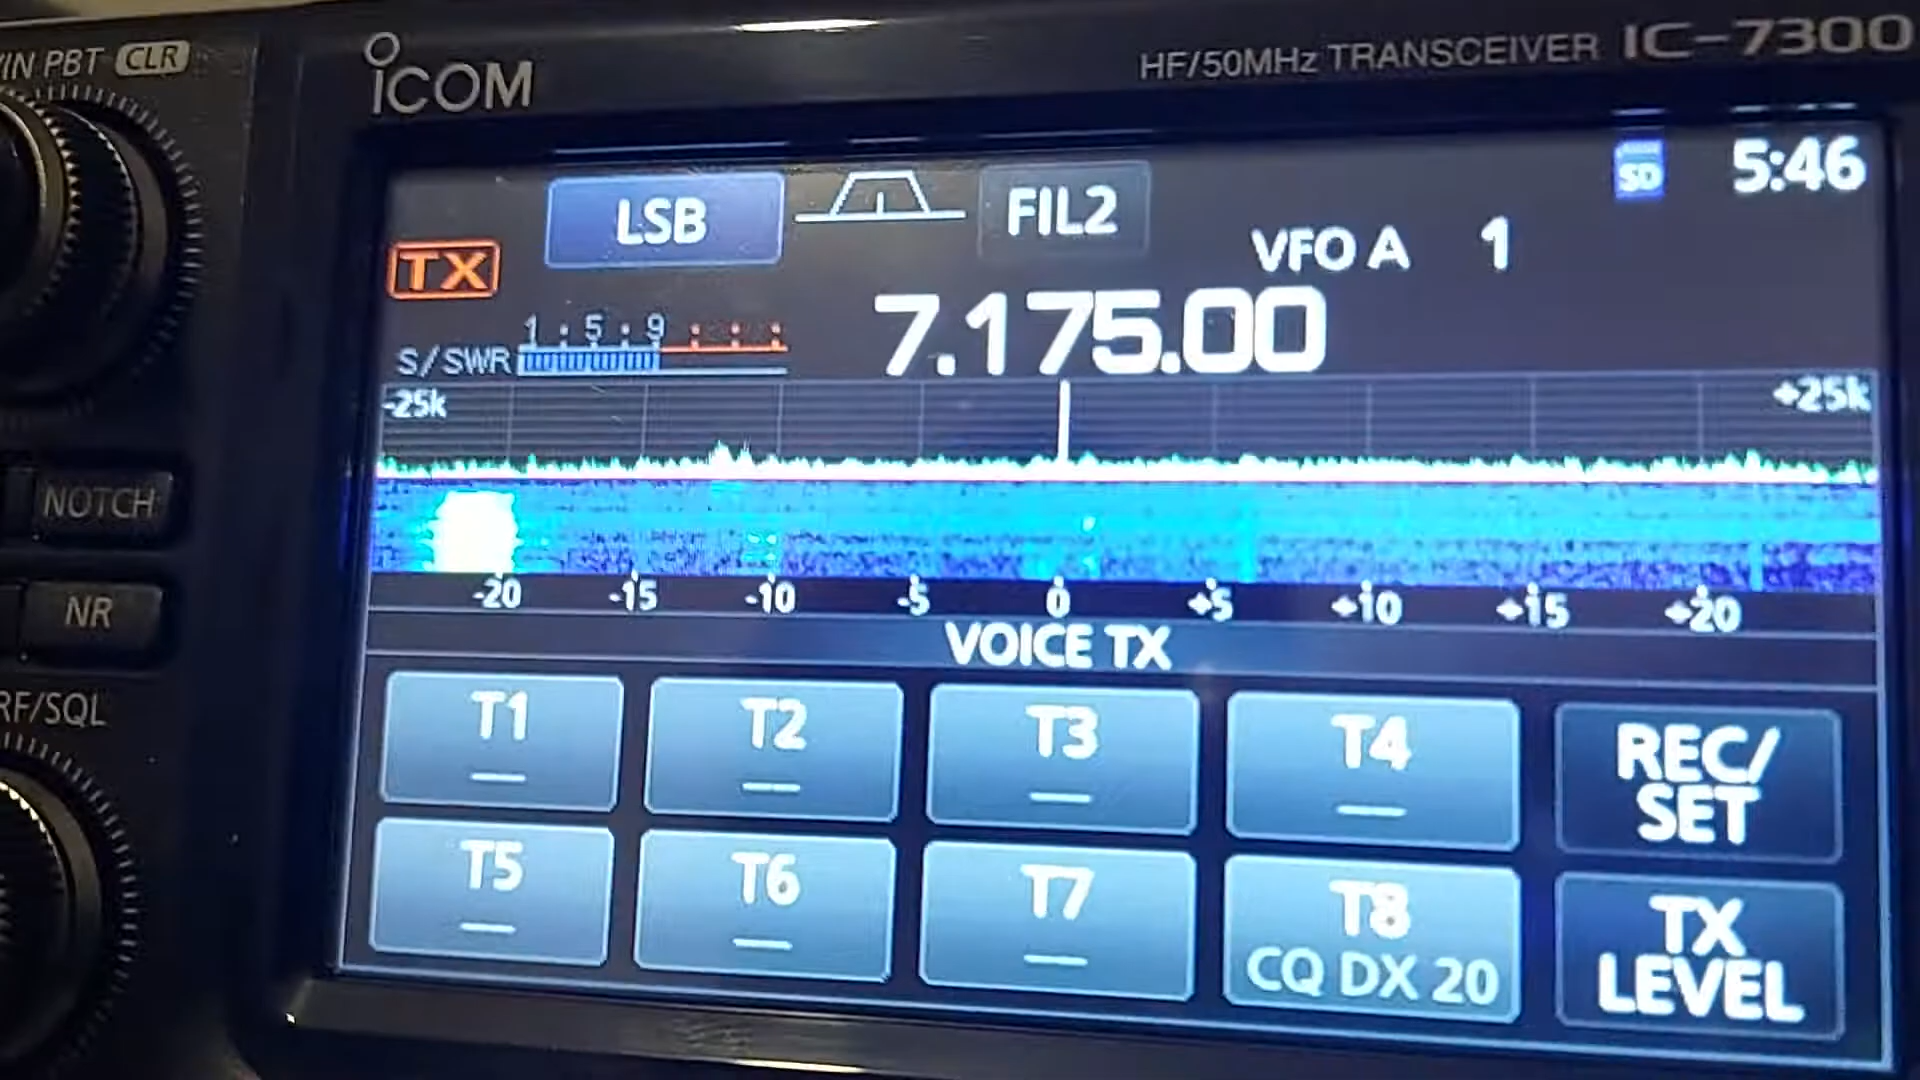 IN PBT CLR
ICOM
HF/50MHz TRANSCEIVER IC-7300
SD 5:46
LSB FIL2
VFO A 1
TX
7.175.00
1 5 9
S/SWR
-25k +25k
NOTCH
-20 -15 -10 -5 0 +5 +10 +15 +20
NR
VOICE TX
RF/SQL
T1 T2 T3 T4 REC/
SET
T5 T6 T7 T8 TX
CQ DX 20 LEVEL